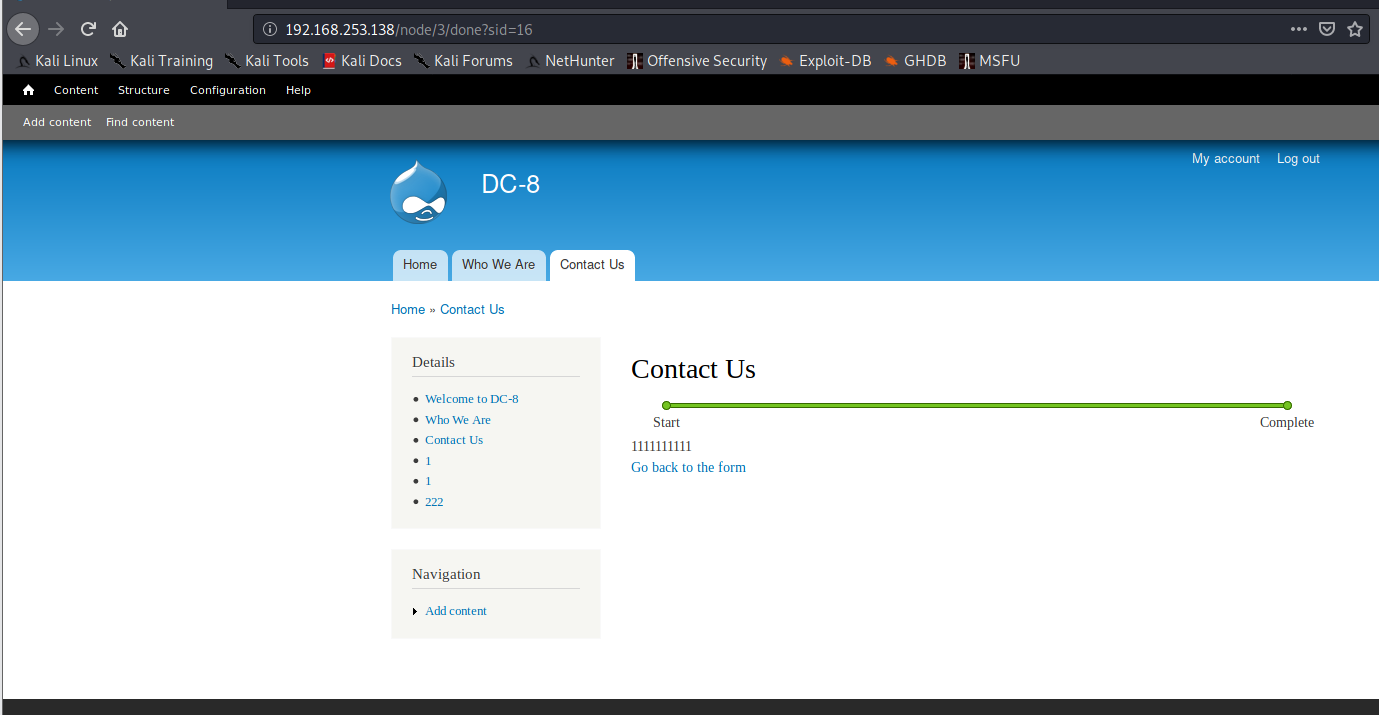 192.168.253.138/node/3/done?sid=16
Kali Linux Kali Training Kali Tools Kali Docs Kali Forums NetHunter Offensive Security Exploit-DB GHDB MSFU
Content Structure Configuration Help
Add content Find content
My account Log out
DC-8
Home Who We Are Contact Us
Home » Contact Us
Details
Welcome to DC-8
Who We Are
Contact Us
1
1
222
Navigation
Add content
Contact Us
Start Complete
1111111111
Go back to the form